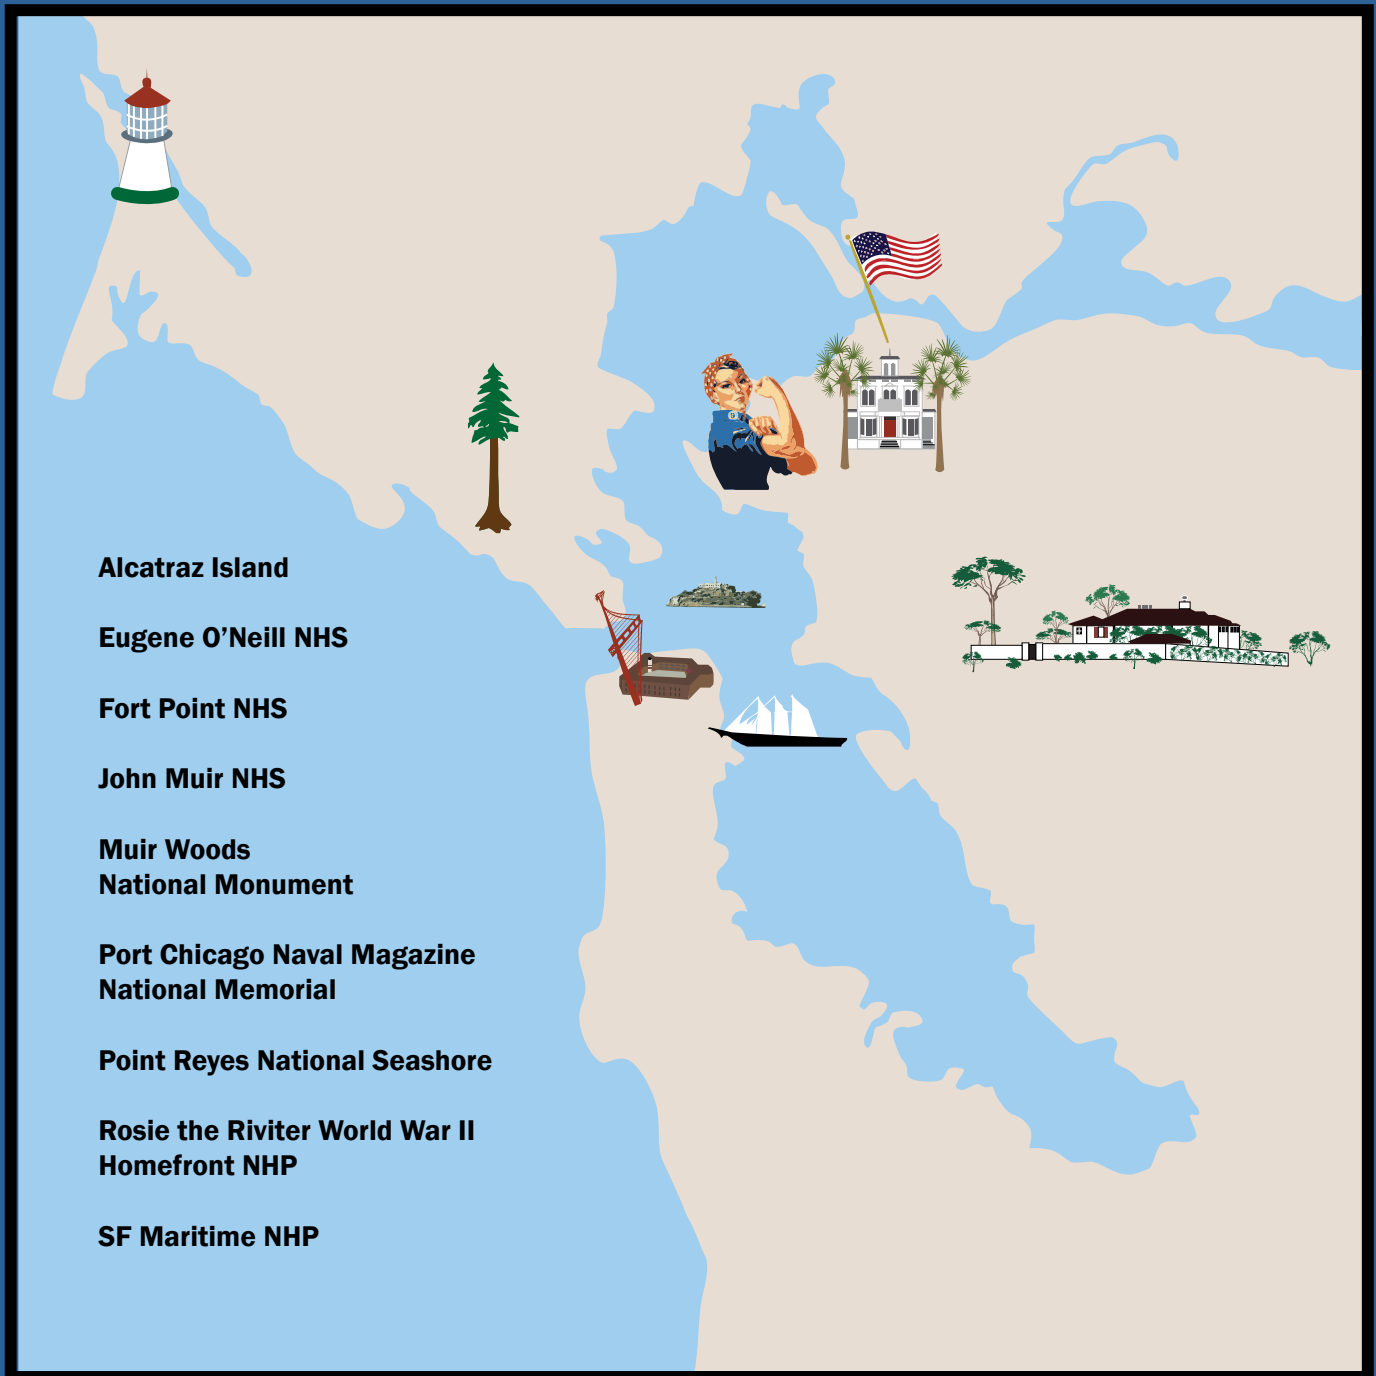 Alcatraz Island
Eugene O’Neill NHS
Fort Point NHS
John Muir NHS
Muir Woods
National Monument
Port Chicago Naval Magazine
National Memorial
Point Reyes National Seashore
Rosie the Riviter World War II
Homefront NHP
SF Maritime NHP